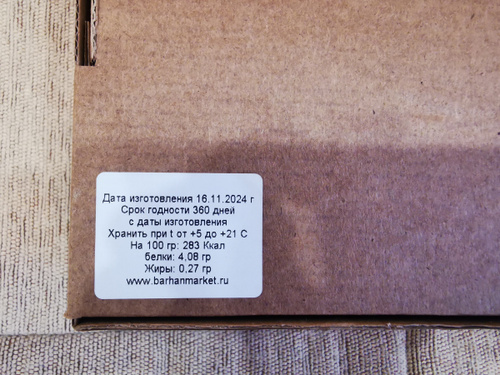 Дата изготовления 16.11.2024 г
Срок годности 360 дней
с даты изготовления
Хранить при t от +5 до +21 С
На 100 гр: 283 Ккал
белки: 4,08 гр
Жиры: 0,27 гр
www.barhanmarket.ru